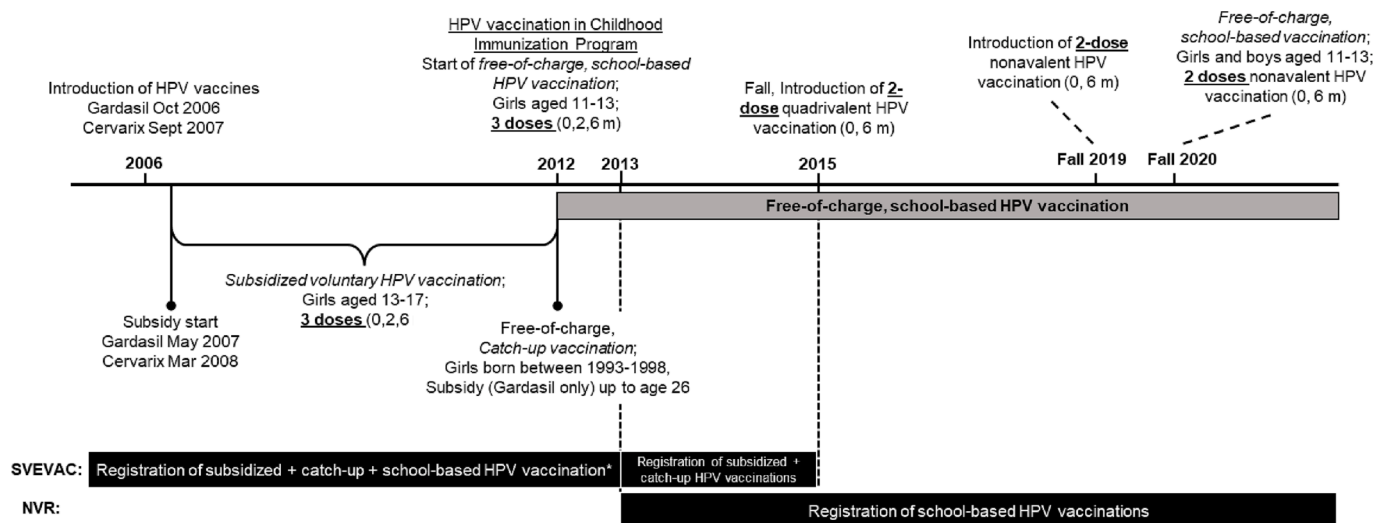 Introduction of HPV vaccines
Gardasil Oct 2006
Cervarix Sept 2007
HPV vaccination in Childhood
Immunization Program
Start of free-of-charge, school-based
HPV vaccination;
Girls aged 11-13;
3 doses (0,2,6 m)
Fall, Introduction of 2-
dose quadrivalent HPV
vaccination (0, 6 m)
Introduction of 2-dose
nonavalent HPV
vaccination (0, 6 m)
Free-of-charge,
school-based vaccination;
Girls and boys aged 11-13;
2 doses nonavalent HPV
vaccination (0, 6 m)
2006
2012
2013
2015
Fall 2019
Fall 2020
Free-of-charge, school-based HPV vaccination
Subsidized voluntary HPV vaccination;
Girls aged 13-17;
3 doses (0,2,6
Subsidy start
Gardasil May 2007
Cervarix Mar 2008
Free-of-charge,
Catch-up vaccination;
Girls born between 1993-1998,
Subsidy (Gardasil only) up to age 26
SVEVAC:
Registration of subsidized + catch-up + school-based HPV vaccination*
Registration of subsidized +
catch-up HPV vaccinations
NVR:
Registration of school-based HPV vaccinations